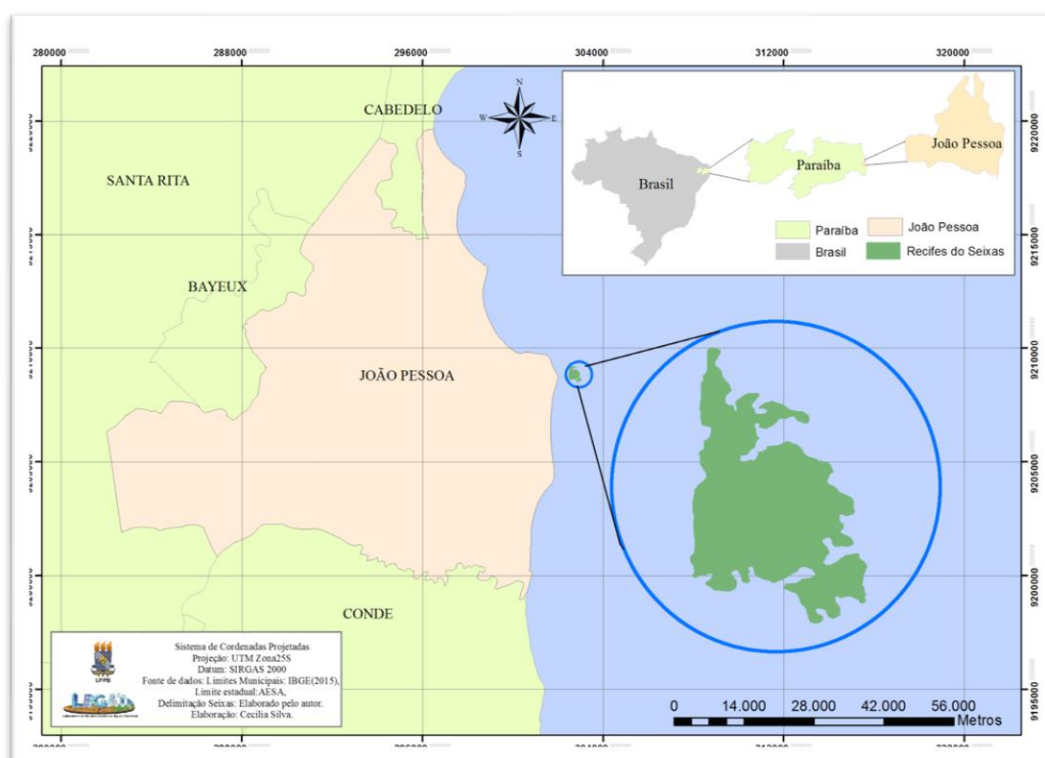 280000
288000
296000
304000
312000
320000
CABEDELO
N
W
E
S
SANTA RITA
BAYEUX
JOÃO PESSOA
CONDE
Brasil
Paraíba
João Pessoa
Paraíba
João Pessoa
Brasil
Recifes do Seixas
9220000
9215000
9210000
9205000
9200000
9195000
UFPB
Sistema de Cordenadas Projetadas
Projeção: UTM Zona25S
Datum: SIRGAS 2000
Fonte de dados: Limites Municipais: IBGE(2015),
Limite estadual:AESA,
Delimitação Seixas: Elaborado pelo autor.
Elaboração: Cecilia Silva.
0 14.000 28.000 42.000 56.000
Metros